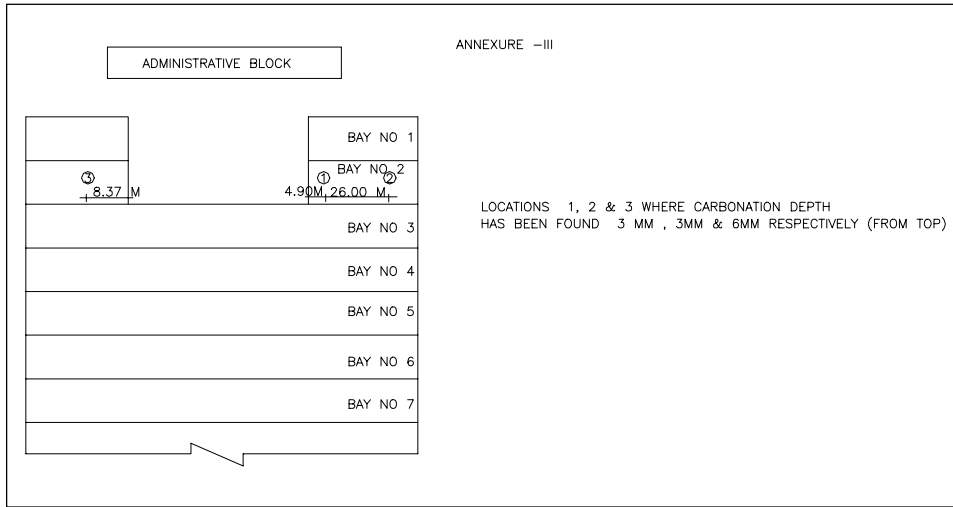 ANNEXURE -III
ADMINISTRATIVE BLOCK
BAY NO 1
BAY NO 2
3
1
2
8.37 M
4.90M
26.00 M
LOCATIONS 1, 2 & 3 WHERE CARBONATION DEPTH
HAS BEEN FOUND 3 MM , 3MM & 6MM RESPECTIVELY (FROM TOP)
BAY NO 3
BAY NO 4
BAY NO 5
BAY NO 6
BAY NO 7